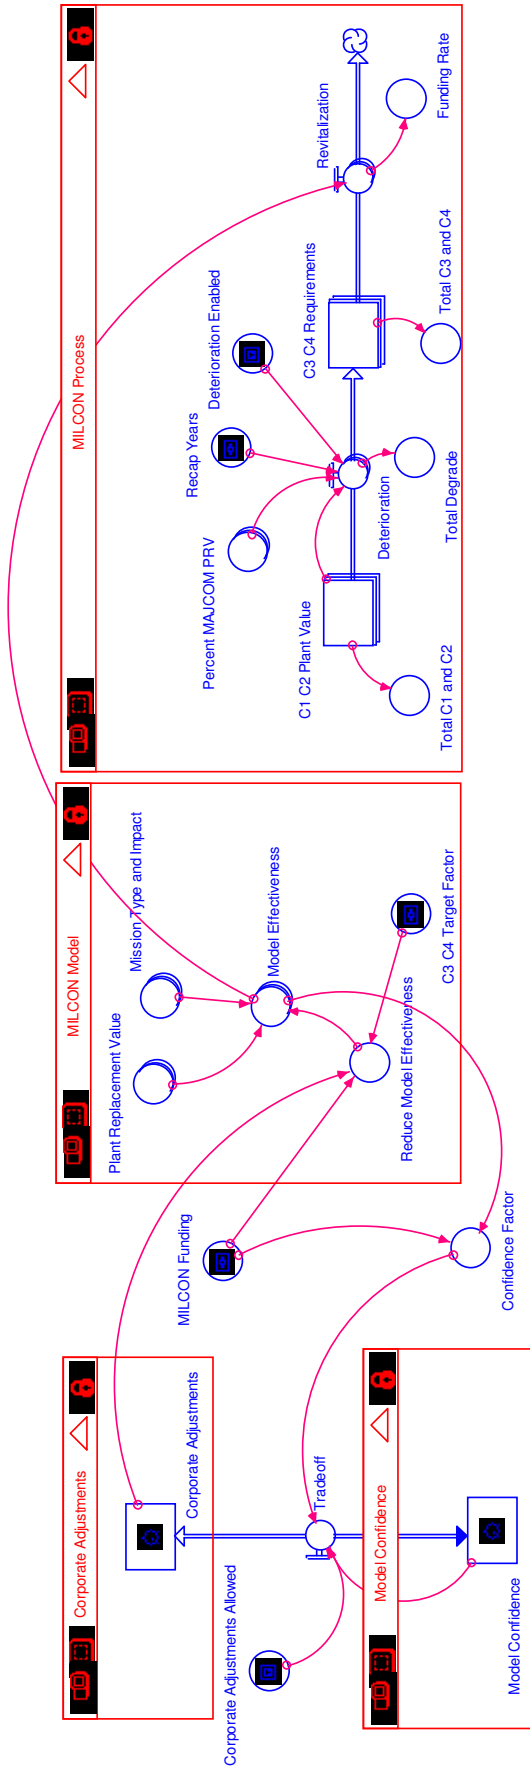 Corporate Adjustments
Corporate Adjustments
Corporate Adjustments Allowed
Tradeoff
Model Confidence
Model Confidence
MILCON Funding
Confidence Factor
MILCON Model
Plant Replacement Value
Mission Type and Impact
Model Effectiveness
Reduce Model Effectiveness
C3 C4 Target Factor
MILCON Process
Percent MAJCOM PRV
Recap Years
Deterioration Enabled
C1 C2 Plant Value
Deterioration
C3 C4 Requirements
Revitalization
Total C1 and C2
Total Degrade
Total C3 and C4
Funding Rate